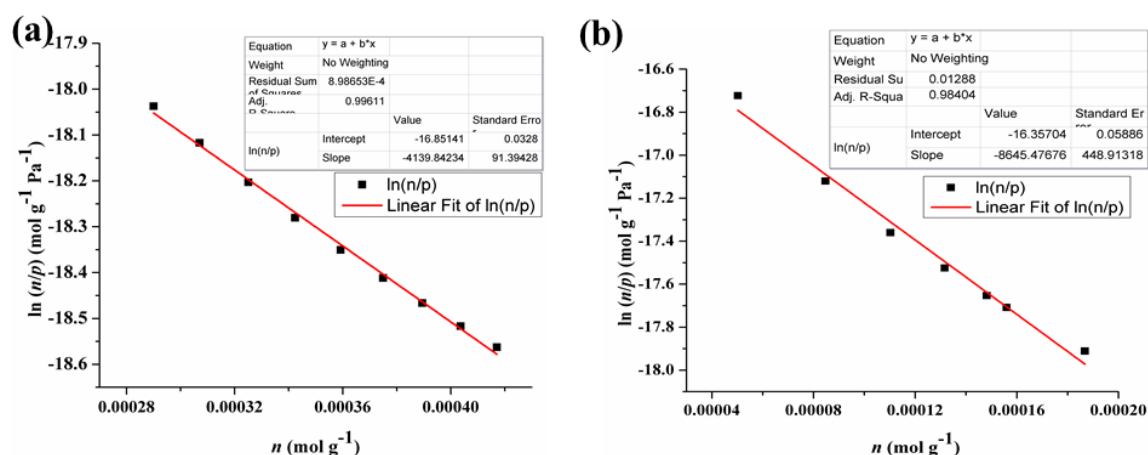 (a)
-17.9
-18.0
-18.1
-18.2
-18.3
-18.4
-18.5
-18.6
ln (n/p) (mol g-1 Pa-1)
Equation y = a + b*x
Weight No Weighting
Residual Sum
of Squares 8.98653E-4
Adj.
R-Square 0.99611
Value Standard Erro
r
ln(n/p) Intercept -16.85141 0.0328
Slope -4139.84234 91.39428
ln(n/p)
Linear Fit of ln(n/p)
0.00028 0.00032 0.00036 0.00040
n (mol g-1)
(b)
-16.6
-16.8
-17.0
-17.2
-17.4
-17.6
-17.8
-18.0
ln (n/p) (mol g-1 Pa-1)
Equation y = a + b*x
Weight No Weighting
Residual Su 0.01288
Adj. R-Squa 0.98404
Value Standard Er
ror
ln(n/p) Intercept -16.35704 0.05886
Slope -8645.47676 448.91318
ln(n/p)
Linear Fit of ln(n/p)
0.00004 0.00008 0.00012 0.00016 0.00020
n (mol g-1)